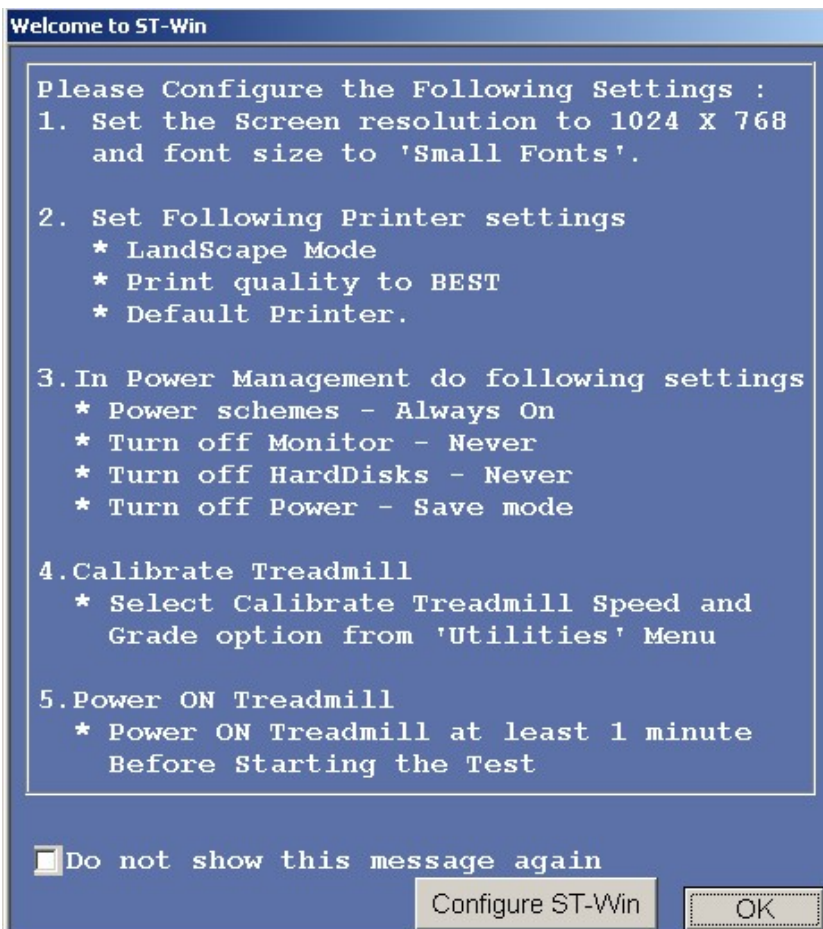 Welcome to ST-Win
Please Configure the Following Settings :
1. Set the Screen resolution to 1024 X 768
and font size to 'Small Fonts'.
2. Set Following Printer settings
* LandScape Mode
* Print quality to BEST
* Default Printer.
3.In Power Management do following settings
* Power schemes - Always On
* Turn off Monitor - Never
* Turn off HardDisks - Never
* Turn off Power - Save mode
4.Calibrate Treadmill
* Select Calibrate Treadmill Speed and
Grade option from 'Utilities' Menu
5.Power ON Treadmill
* Power ON Treadmill at least 1 minute
Before Starting the Test
Do not show this message again
Configure ST-Win
OK